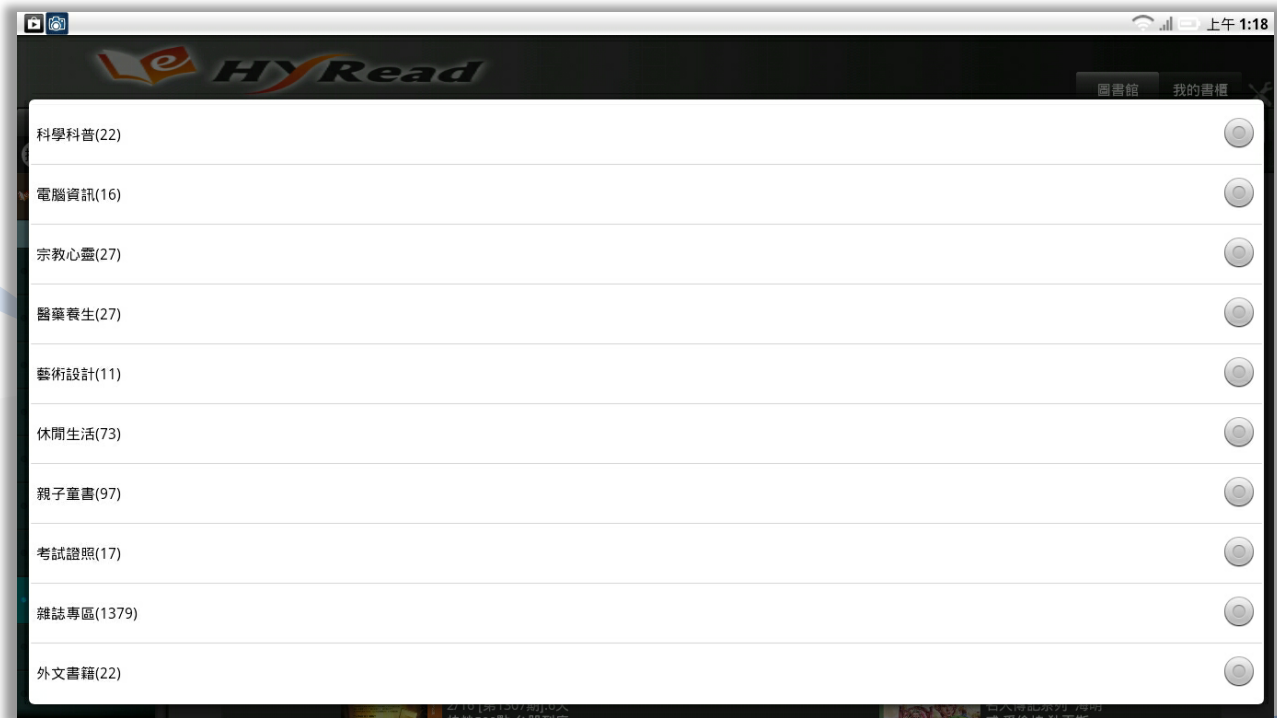 上午 1:18
HyRead
圖書館 我的書櫃
科學科普(22)
電腦資訊(16)
宗教心靈(27)
醫藥養生(27)
藝術設計(11)
休閒生活(73)
親子童書(97)
考試證照(17)
雜誌專區(1379)
外文書籍(22)